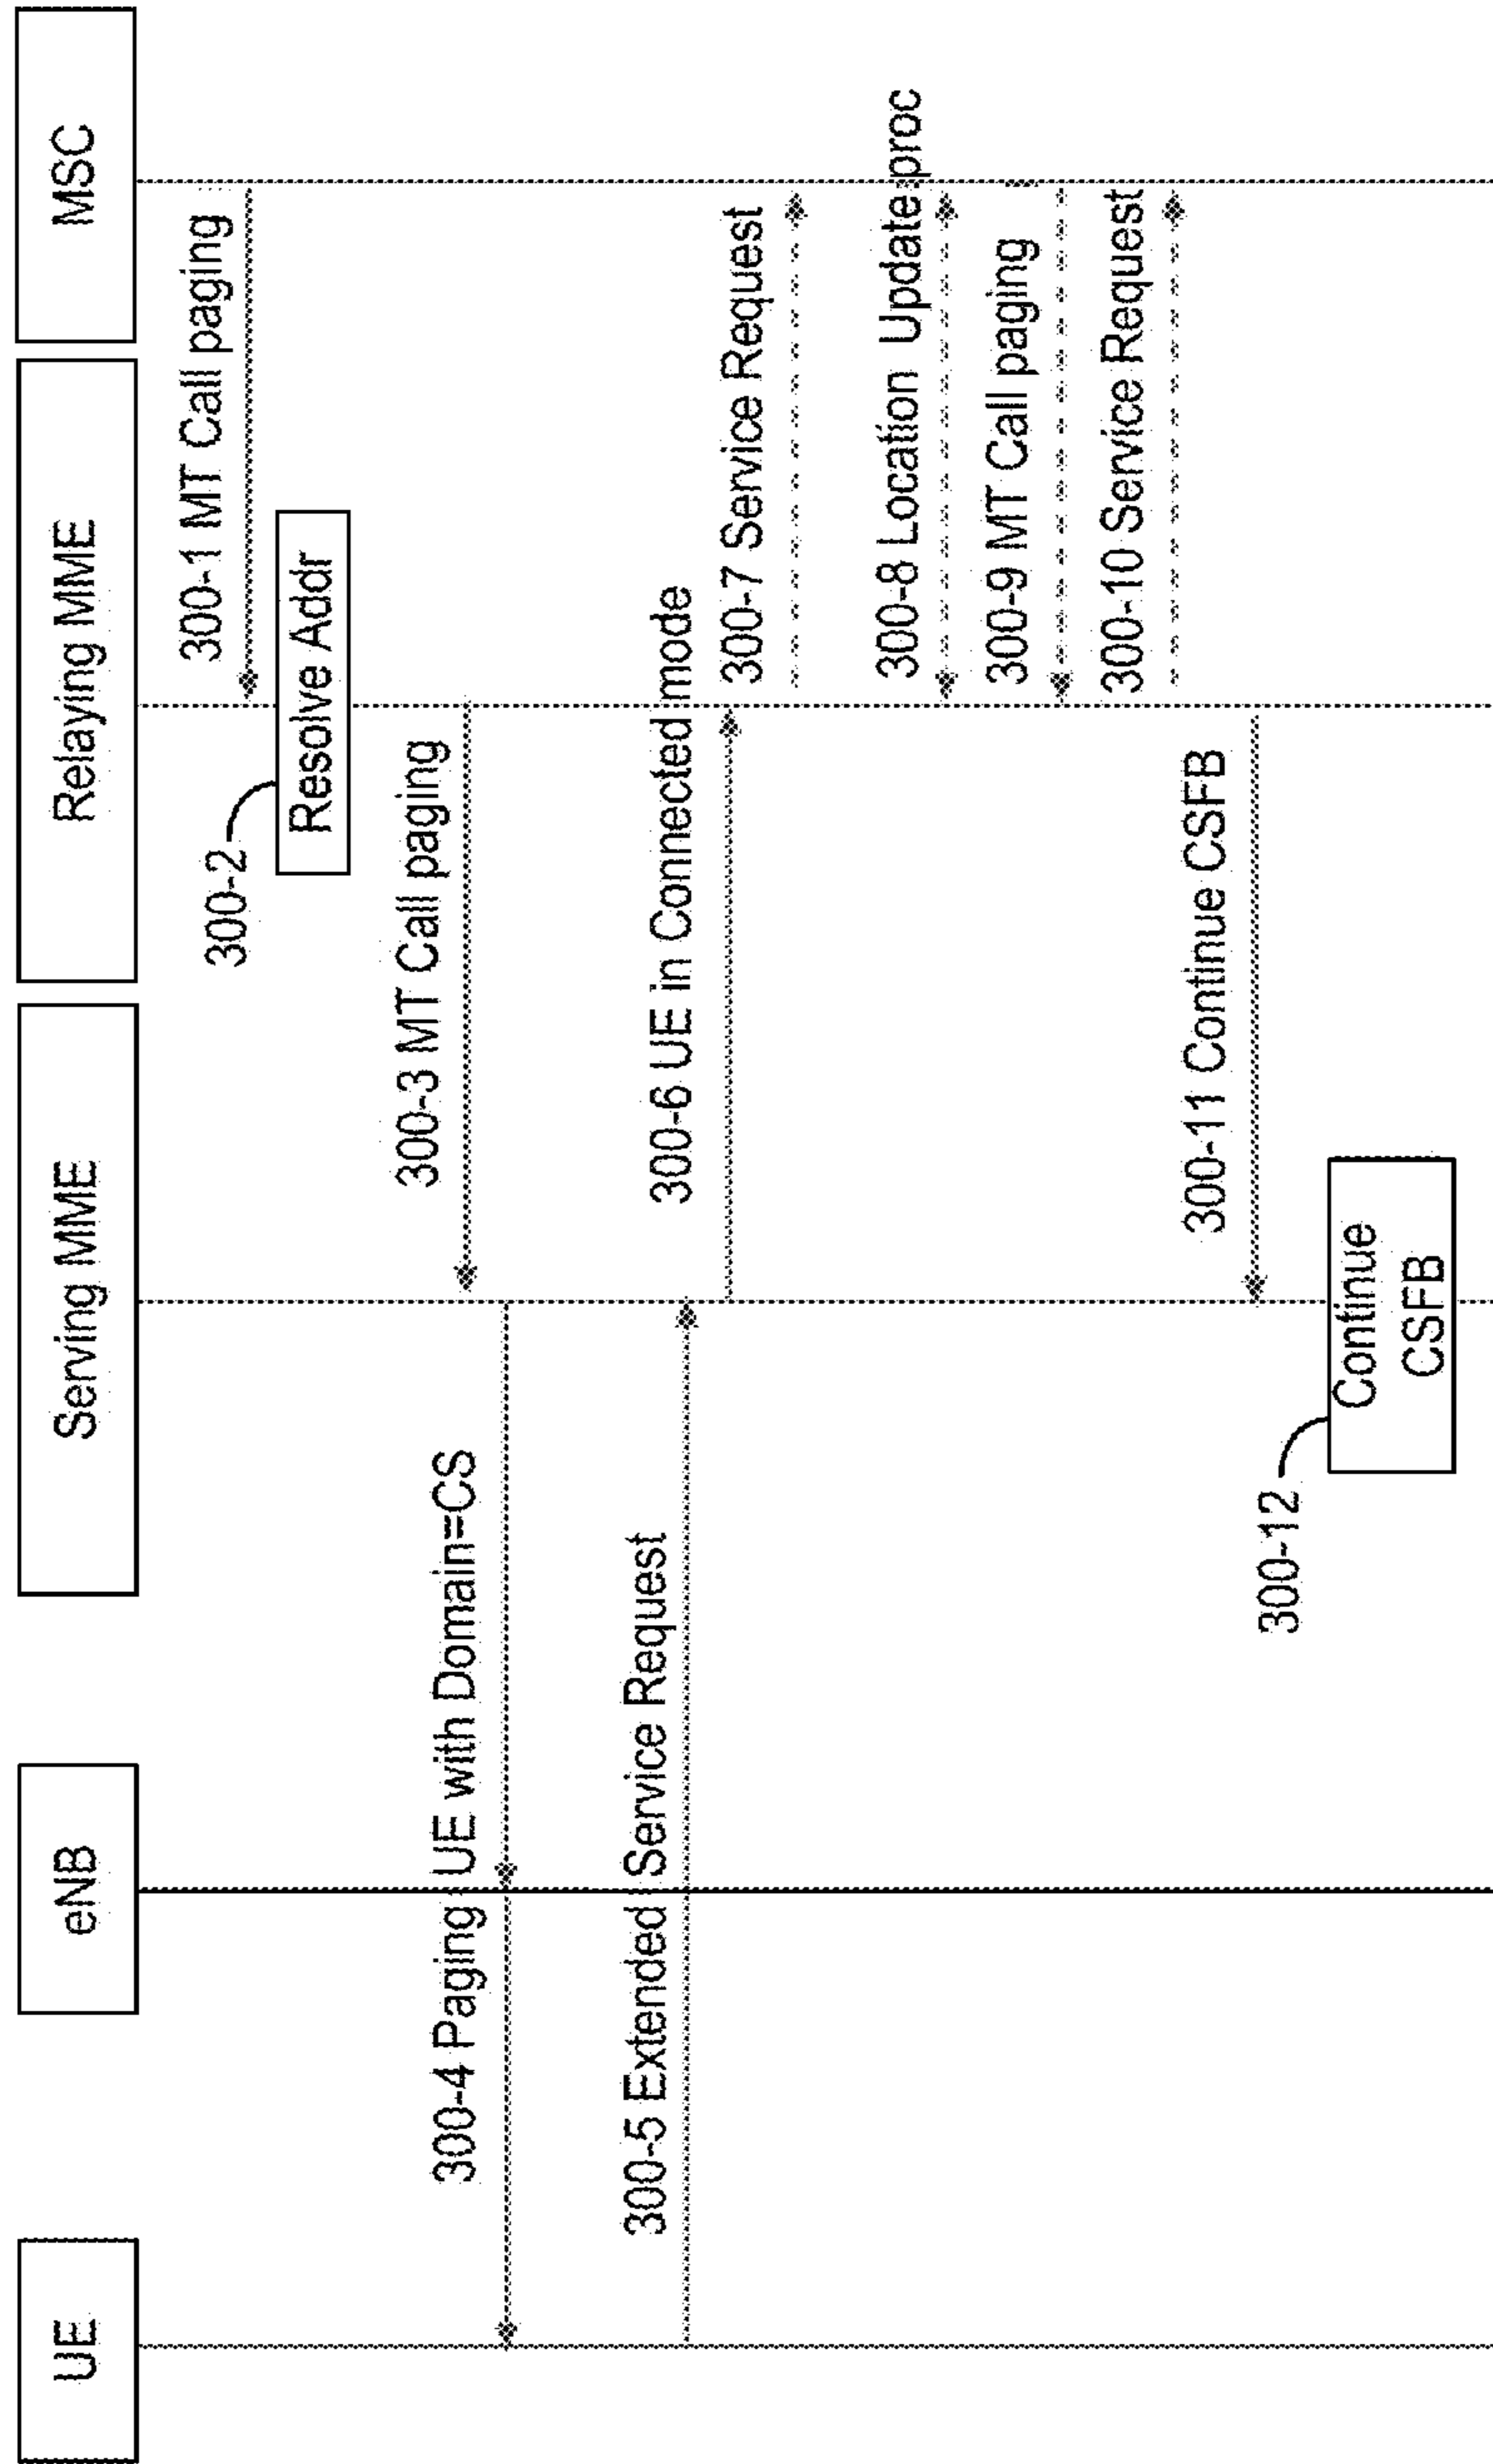 UE
eNB
Serving MME
Relaying MME
MSC
300-1 MT Call paging
300-2
Resolve Addr
300-3 MT Call paging
300-4 Paging UE with Domain=CS
300-5 Extended Service Request
300-6 UE in Connected mode
300-7 Service Request
300-8 Location Update proc
300-9 MT Call paging
300-10 Service Request
300-11 Continue CSFB
300-12
Continue
CSFB